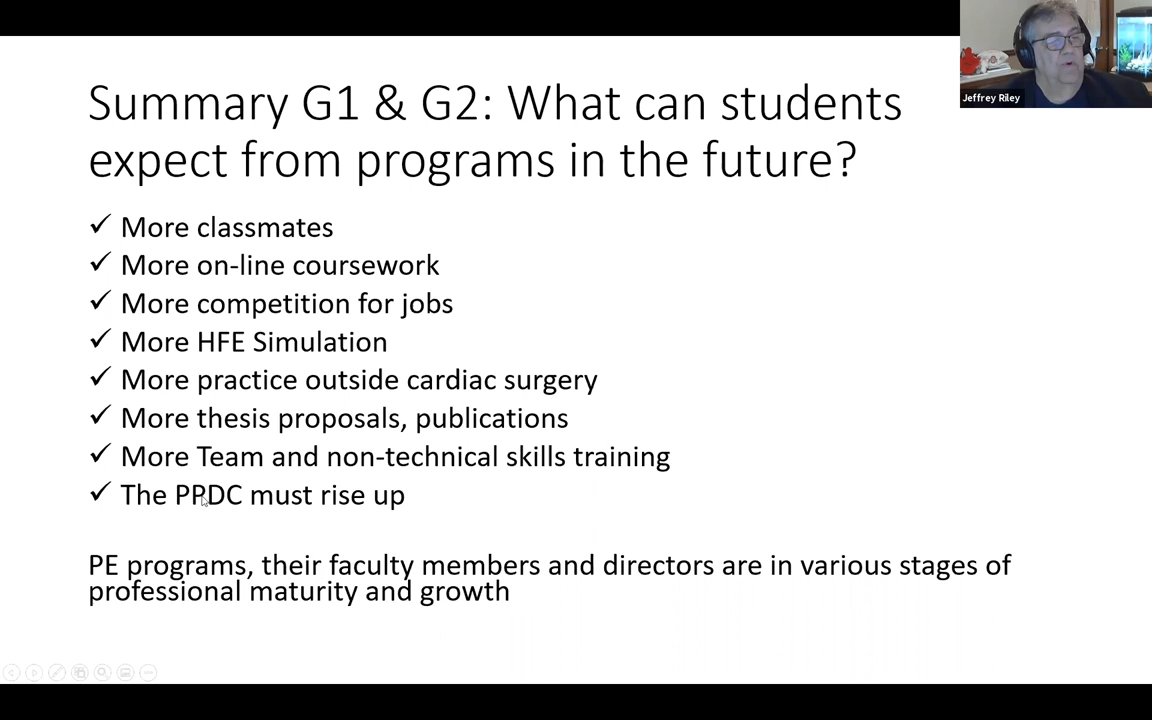 Jeffrey Riley
Summary G1 & G2: What can students
expect from programs in the future?
✓ More classmates
✓ More on-line coursework
✓ More competition for jobs
✓ More HFE Simulation
✓ More practice outside cardiac surgery
✓ More thesis proposals, publications
✓ More Team and non-technical skills training
✓ The PPDC must rise up
PE programs, their faculty members and directors are in various stages of
professional maturity and growth